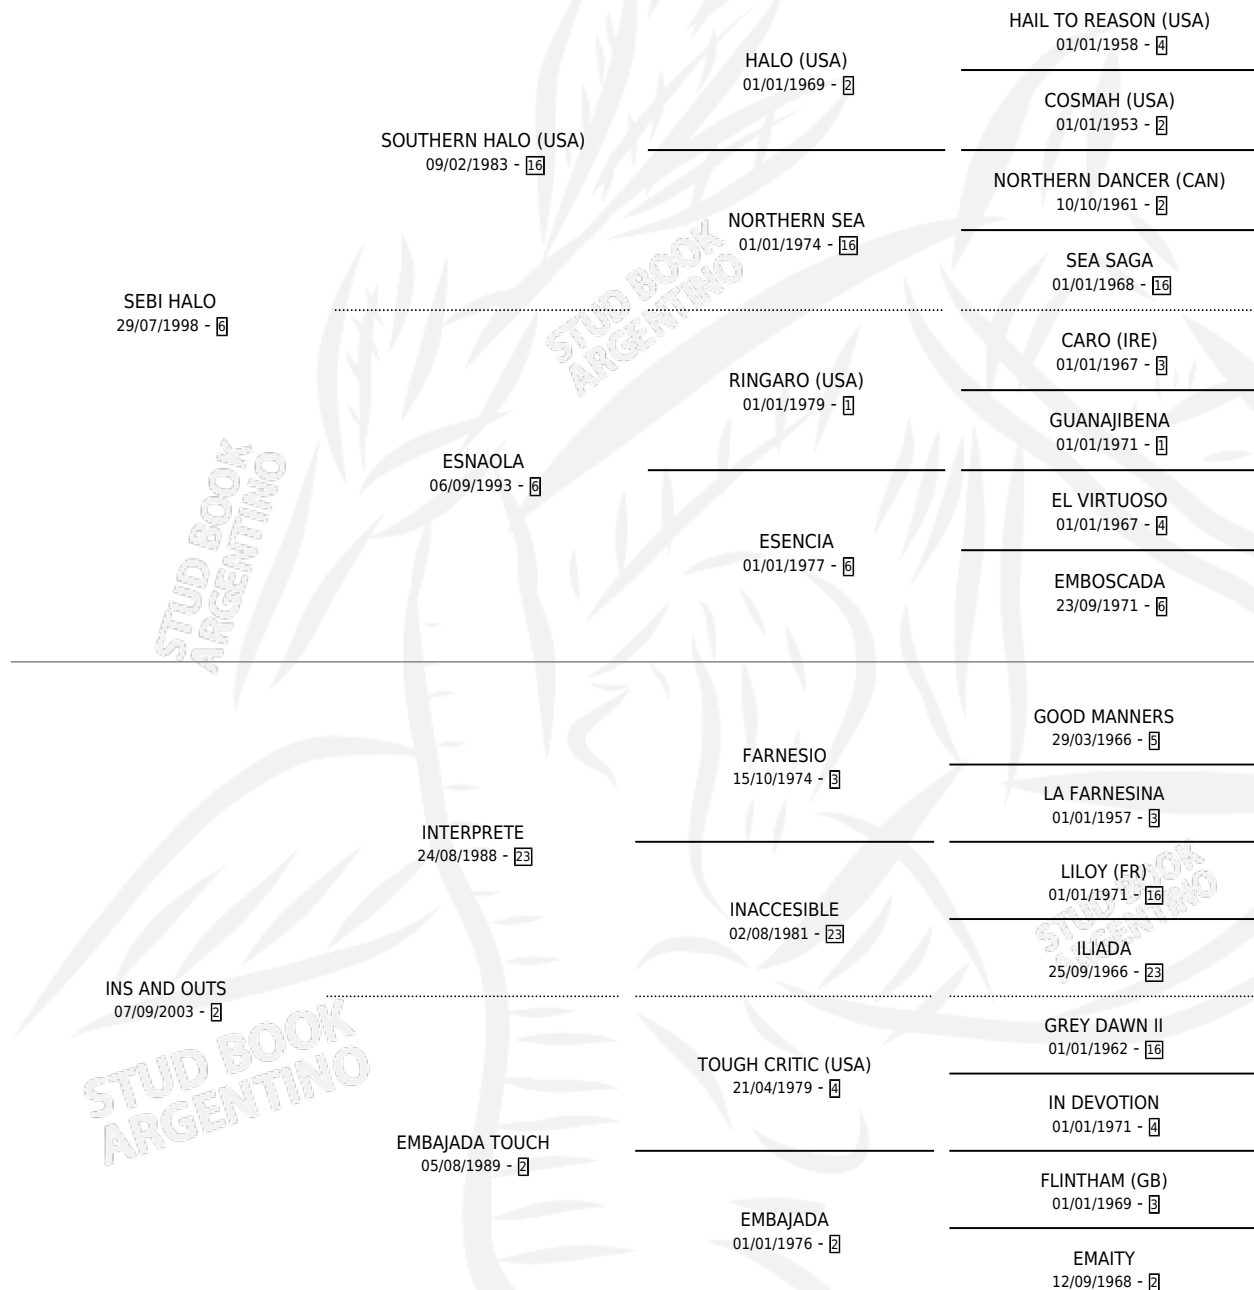 HAIL TO REASON (USA)
01/01/1958 - 4
HALO (USA)
01/01/1969 - 2
COSMAH (USA)
01/01/1953 - 2
SOUTHERN HALO (USA)
09/02/1983 - 16
NORTHERN DANCER (CAN)
10/10/1961 - 2
NORTHERN SEA
01/01/1974 - 16
SEA SAGA
01/01/1968 - 16
SEBI HALO
29/07/1998 - 6
CARO (IRE)
01/01/1967 - 3
RINGARO (USA)
01/01/1979 - 1
GUANAJIBENA
01/01/1971 - 1
ESNAOLA
06/09/1993 - 6
EL VIRTUOSO
01/01/1967 - 4
ESENCIA
01/01/1977 - 6
EMBOSCADA
23/09/1971 - 6
GOOD MANNERS
29/03/1966 - 5
FARNESIO
15/10/1974 - 3
LA FARNESINA
01/01/1957 - 3
INTERPRETE
24/08/1988 - 23
LILOY (FR)
01/01/1971 - 16
INACCESIBLE
02/08/1981 - 23
ILIADA
25/09/1966 - 23
INS AND OUTS
07/09/2003 - 2
GREY DAWN II
01/01/1962 - 16
TOUGH CRITIC (USA)
21/04/1979 - 4
IN DEVOTION
01/01/1971 - 4
EMBAJADA TOUCH
05/08/1989 - 2
FLINTHAM (GB)
01/01/1969 - 3
EMBAJADA
01/01/1976 - 2
EMAITY
12/09/1968 - 2
STUD BOOK
ARGENTINO
STUD BOOK
ARGENTINO
STUD BOOK
ARGENTINO
STUD BOOK
ARGENTINO